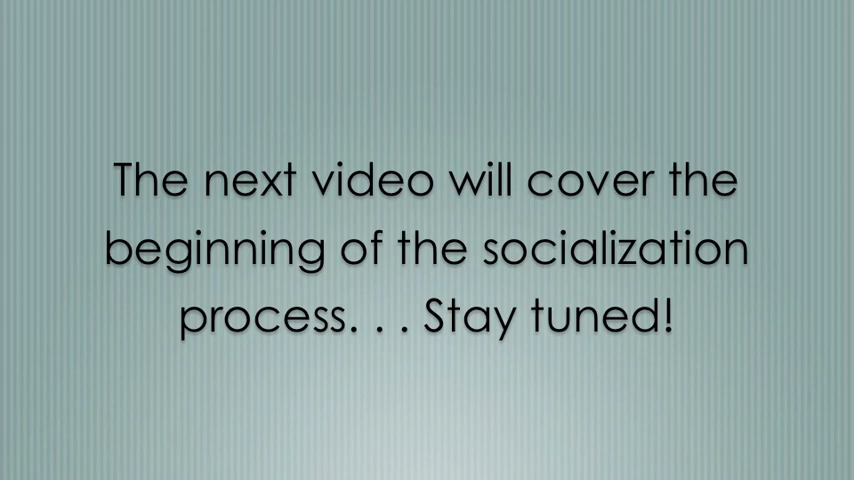 The next video will cover the
beginning of the socialization
process. . . Stay tuned!